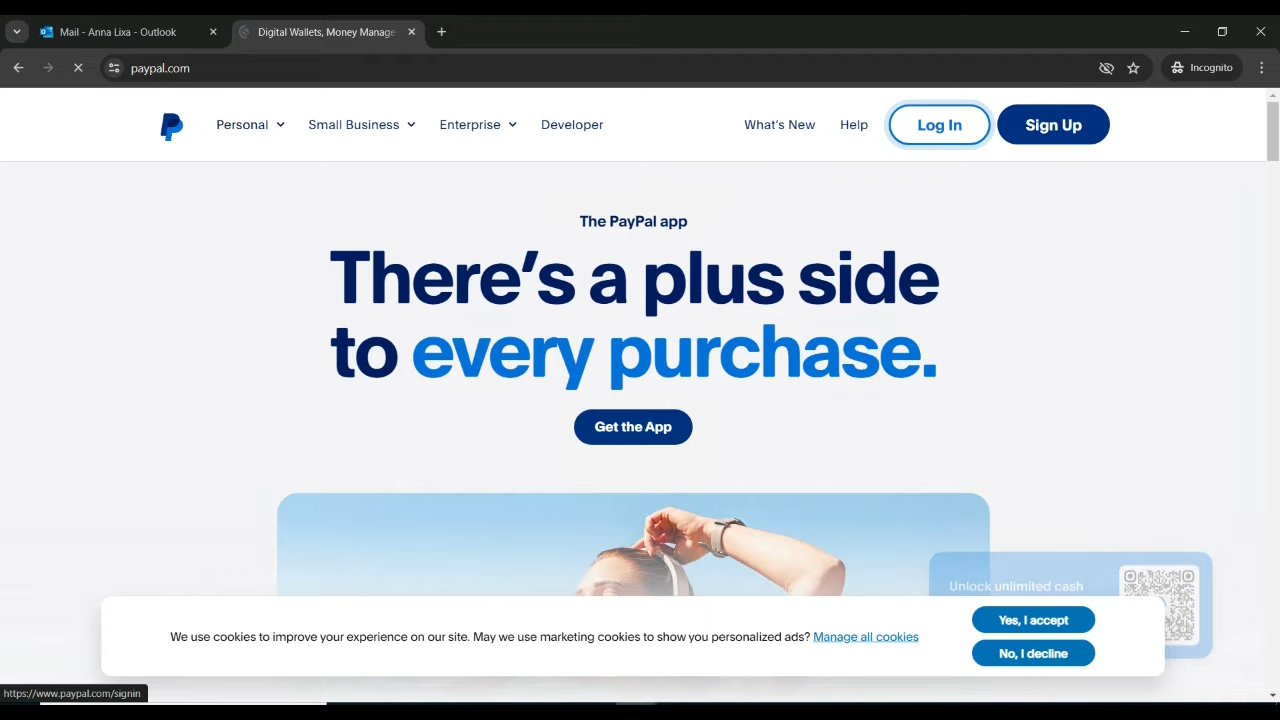 Mail - Anna Lixa - Outlook
Digital Wallets, Money Manage
paypal.com
Incognito
Personal
Small Business
Enterprise
Developer
What's New
Help
Log In
Sign Up
The PayPal app
There's a plus side
to every purchase.
Get the App
Unlock unlimited cash
We use cookies to improve your experience on our site. May we use marketing cookies to show you personalized ads? Manage all cookies
Yes, I accept
No, I decline
https://www.paypal.com/signin